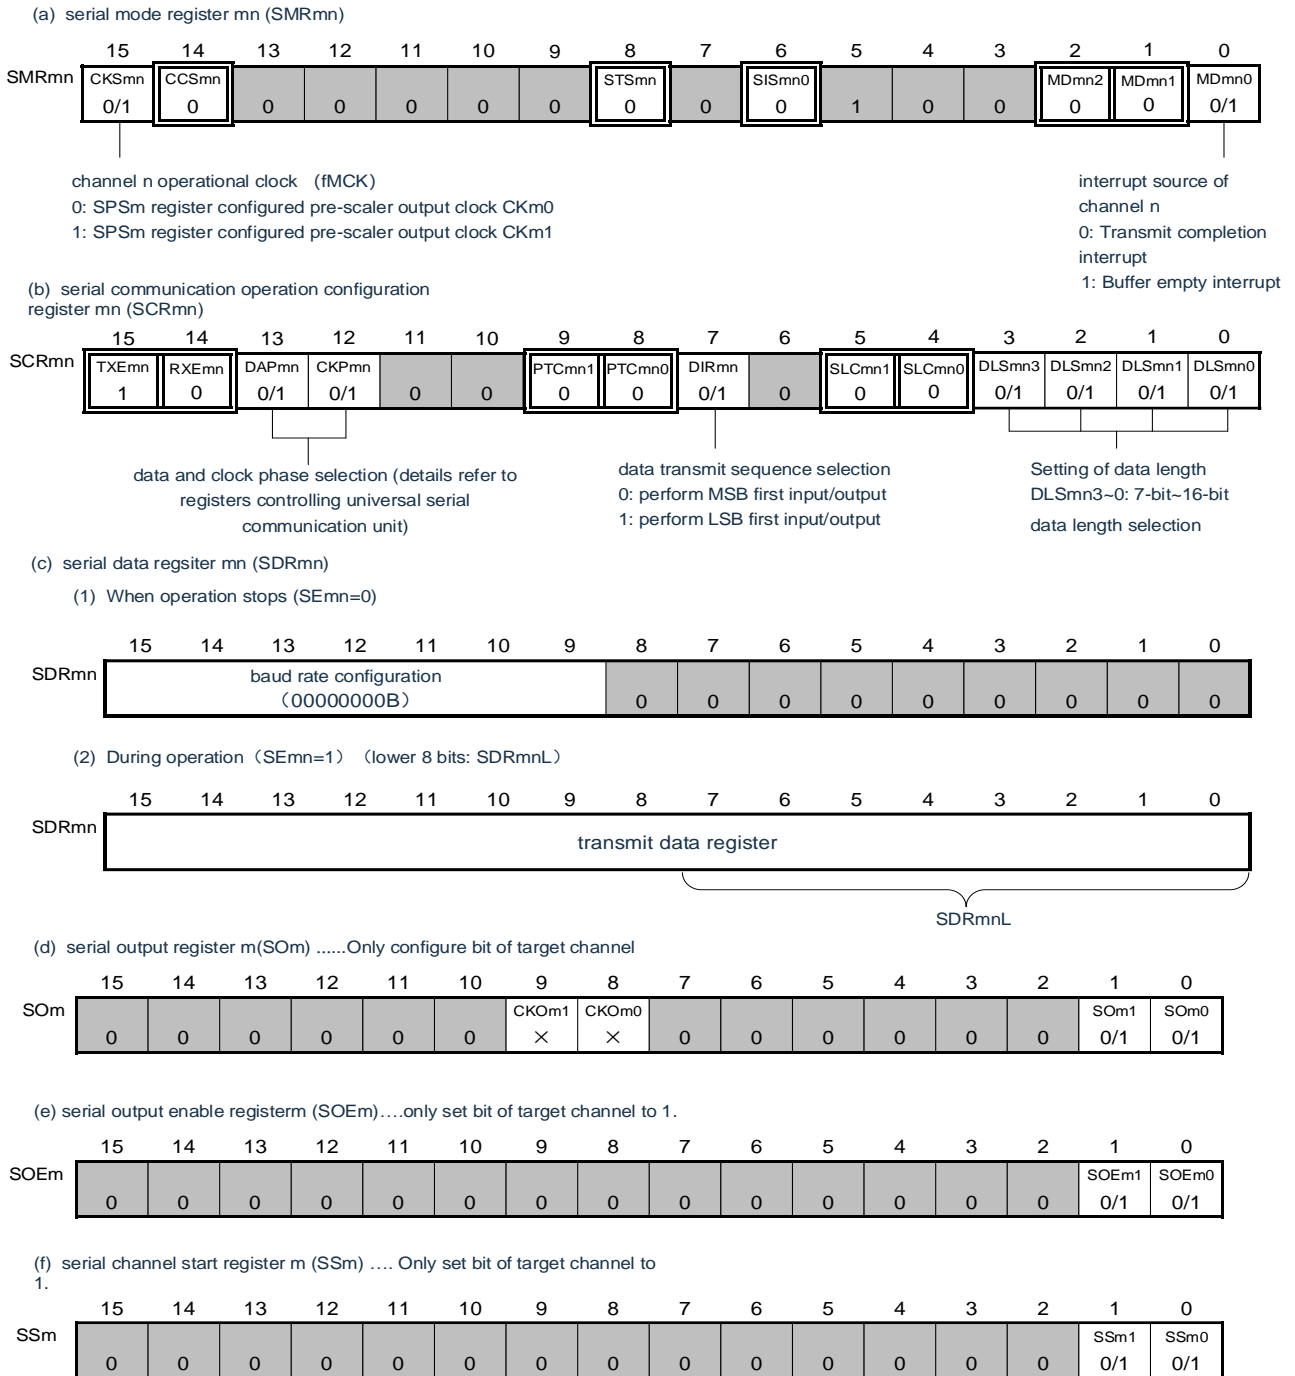 (a) serial mode register mn (SMRmn)
15 14 13 12 11 10 9 8 7 6 5 4 3 2 1 0
SMRmn CKSmn CCSmn STSmn SISmn0 MDmn2 MDmn1 MDmn0
0/1 0 0 0 0 0 0 0 0 0 1 0 0 0 0 0/1
channel n operational clock (fMCK)
0: SPSm register configured pre-scaler output clock CKm0
1: SPSm register configured pre-scaler output clock CKm1
interrupt source of
channel n
0: Transmit completion
interrupt
1: Buffer empty interrupt
(b) serial communication operation configuration
register mn (SCRmn)
15 14 13 12 11 10 9 8 7 6 5 4 3 2 1 0
SCRmn TXEmn RXEmn DAPmn CKPmn PTCmn1 PTCmn0 DIRmn SLCmn1 SLCmn0 DLSmn3 DLSmn2 DLSmn1 DLSmn0
1 0 0/1 0/1 0 0 0 0 0/1 0 0 0 0/1 0/1 0/1 0/1
data and clock phase selection (details refer to
registers controlling universal serial
communication unit)
data transmit sequence selection
0: perform MSB first input/output
1: perform LSB first input/output
Setting of data length
DLSmn3~0: 7-bit~16-bit
data length selection
(c) serial data regsiter mn (SDRmn)
(1) When operation stops (SEmn=0)
15 14 13 12 11 10 9 8 7 6 5 4 3 2 1 0
SDRmn baud rate configuration
（00000000B） 0 0 0 0 0 0 0 0 0
(2) During operation（SEmn=1）（lower 8 bits: SDRmnL）
15 14 13 12 11 10 9 8 7 6 5 4 3 2 1 0
SDRmn transmit data register
SDRmnL
(d) serial output register m(SOm) ......Only configure bit of target channel
15 14 13 12 11 10 9 8 7 6 5 4 3 2 1 0
SOm CKOm1 CKOm0 SOm1 SOm0
0 0 0 0 0 0 × × 0 0 0 0 0 0 0/1 0/1
(e) serial output enable registerm (SOEm)….only set bit of target channel to 1.
15 14 13 12 11 10 9 8 7 6 5 4 3 2 1 0
SOEm SOEm1 SOEm0
0 0 0 0 0 0 0 0 0 0 0 0 0 0 0/1 0/1
(f) serial channel start register m (SSm) …. Only set bit of target channel to
1.
15 14 13 12 11 10 9 8 7 6 5 4 3 2 1 0
SSm SSm1 SSm0
0 0 0 0 0 0 0 0 0 0 0 0 0 0 0/1 0/1